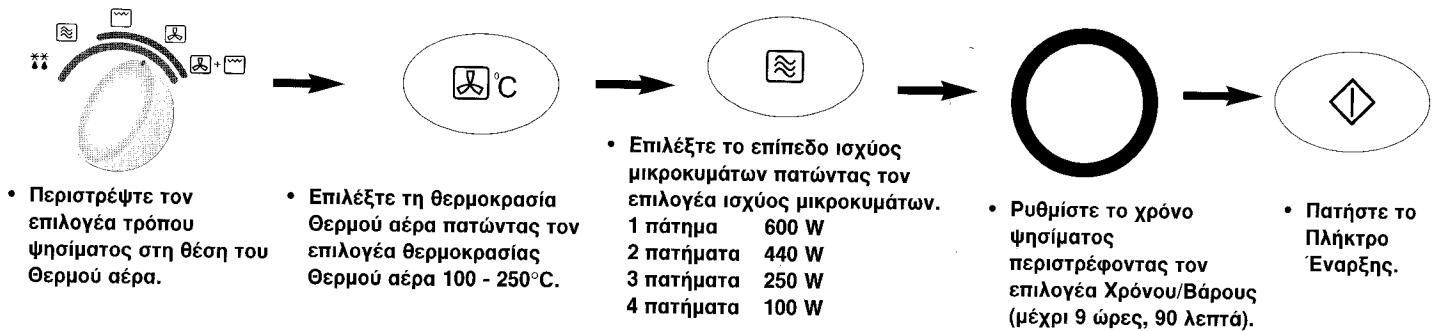 °C
• Περιστρέψτε τον
επιλογέα τρόπου
ψησίματος στη θέση του
Θερμού αέρα.
• Επιλέξτε τη θερμοκρασία
Θερμού αέρα πατώντας τον
επιλογέα θερμοκρασίας
Θερμού αέρα 100 - 250°C.
• Επιλέξτε το επίπεδο ισχύος
μικροκυμάτων πατώντας τον
επιλογέα ισχύος μικροκυμάτων.
1 πάτημα 600 W
2 πατήματα 440 W
3 πατήματα 250 W
4 πατήματα 100 W
• Ρυθμίστε το χρόνο
ψησίματος
περιστρέφοντας τον
επιλογέα Χρόνου/Βάρους
(μέχρι 9 ώρες, 90 λεπτά).
• Πατήστε το
Πλήκτρο
Έναρξης.